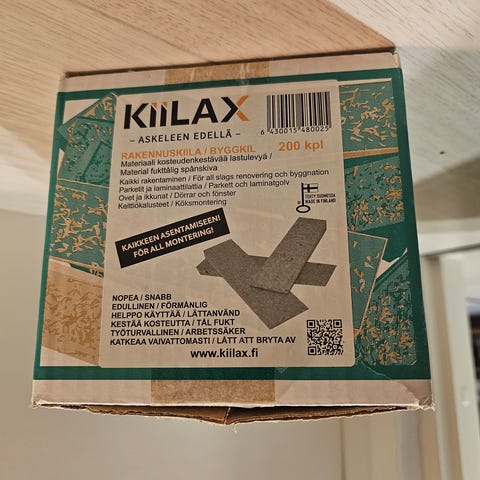 KIILAX
– ASKELEEN EDELLÄ –
6 430015 480025
RAKENNUSKIILA / BYGGKIL 200 kpl
Materiaali kosteudenkestävää lastulevyä /
Material fukttålig spånskiva
Kaikki rakentaminen / För all slags renovering och byggnation
Parketit ja laminaattilattia / Parkett och laminatgolv
Ovet ja ikkunat / Dörrar och fönster
Keittiökalusteet / Köksmontering
TEHTY SUOMESSA
MADE IN FINLAND
KAIKKEEN ASENTAMISEEN!
FÖR ALL MONTERING!
NOPEA / SNABB
EDULLINEN / FÖRMÅNLIG
HELPPO KÄYTTÄÄ / LÄTTANVÄND
KESTÄÄ KOSTEUTTA / TÅL FUKT
TYÖTURVALLINEN / ARBETSSÄKER
KATKEAA VAIVATTOMASTI / LÄTT ATT BRYTA AV
www.kiilax.fi